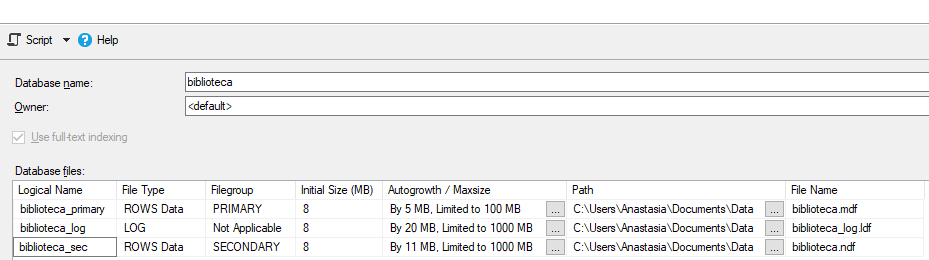 Script Help
Database name: biblioteca
Owner: <default>
Use full-text indexing
Database files:
Logical Name File Type Filegroup Initial Size (MB) Autogrowth / Maxsize Path File Name
biblioteca_primary ROWS Data PRIMARY 8 By 5 MB, Limited to 100 MB ... C:\Users\Anastasia\Documents\Data ... biblioteca.mdf
biblioteca_log LOG Not Applicable 8 By 20 MB, Limited to 1000 MB ... C:\Users\Anastasia\Documents\Data ... biblioteca_log.ldf
biblioteca_sec ROWS Data SECONDARY 8 By 11 MB, Limited to 1000 MB ... C:\Users\Anastasia\Documents\Data ... biblioteca.ndf